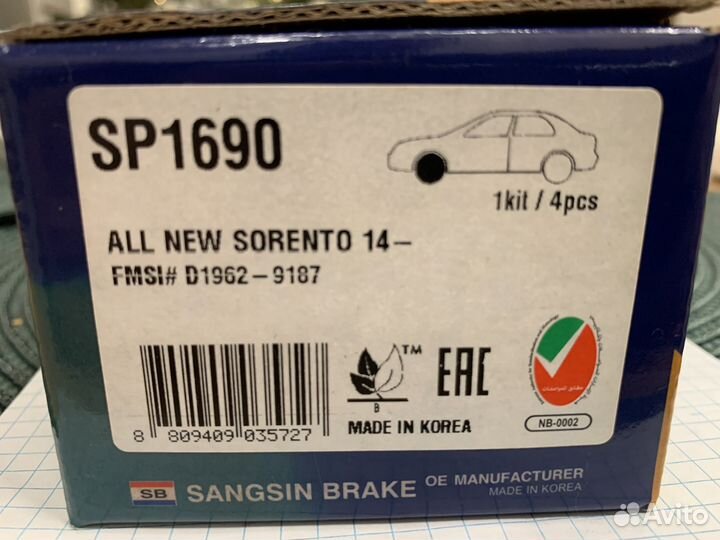 SP1690
1kit / 4pcs
ALL NEW SORENTO 14-
FMSI# D1962-9187
TM
EAC
B
MADE IN KOREA
NB-0002
8 809409 035727
SB
SANGSIN BRAKE
OE MANUFACTURER
MADE IN KOREA
Avito